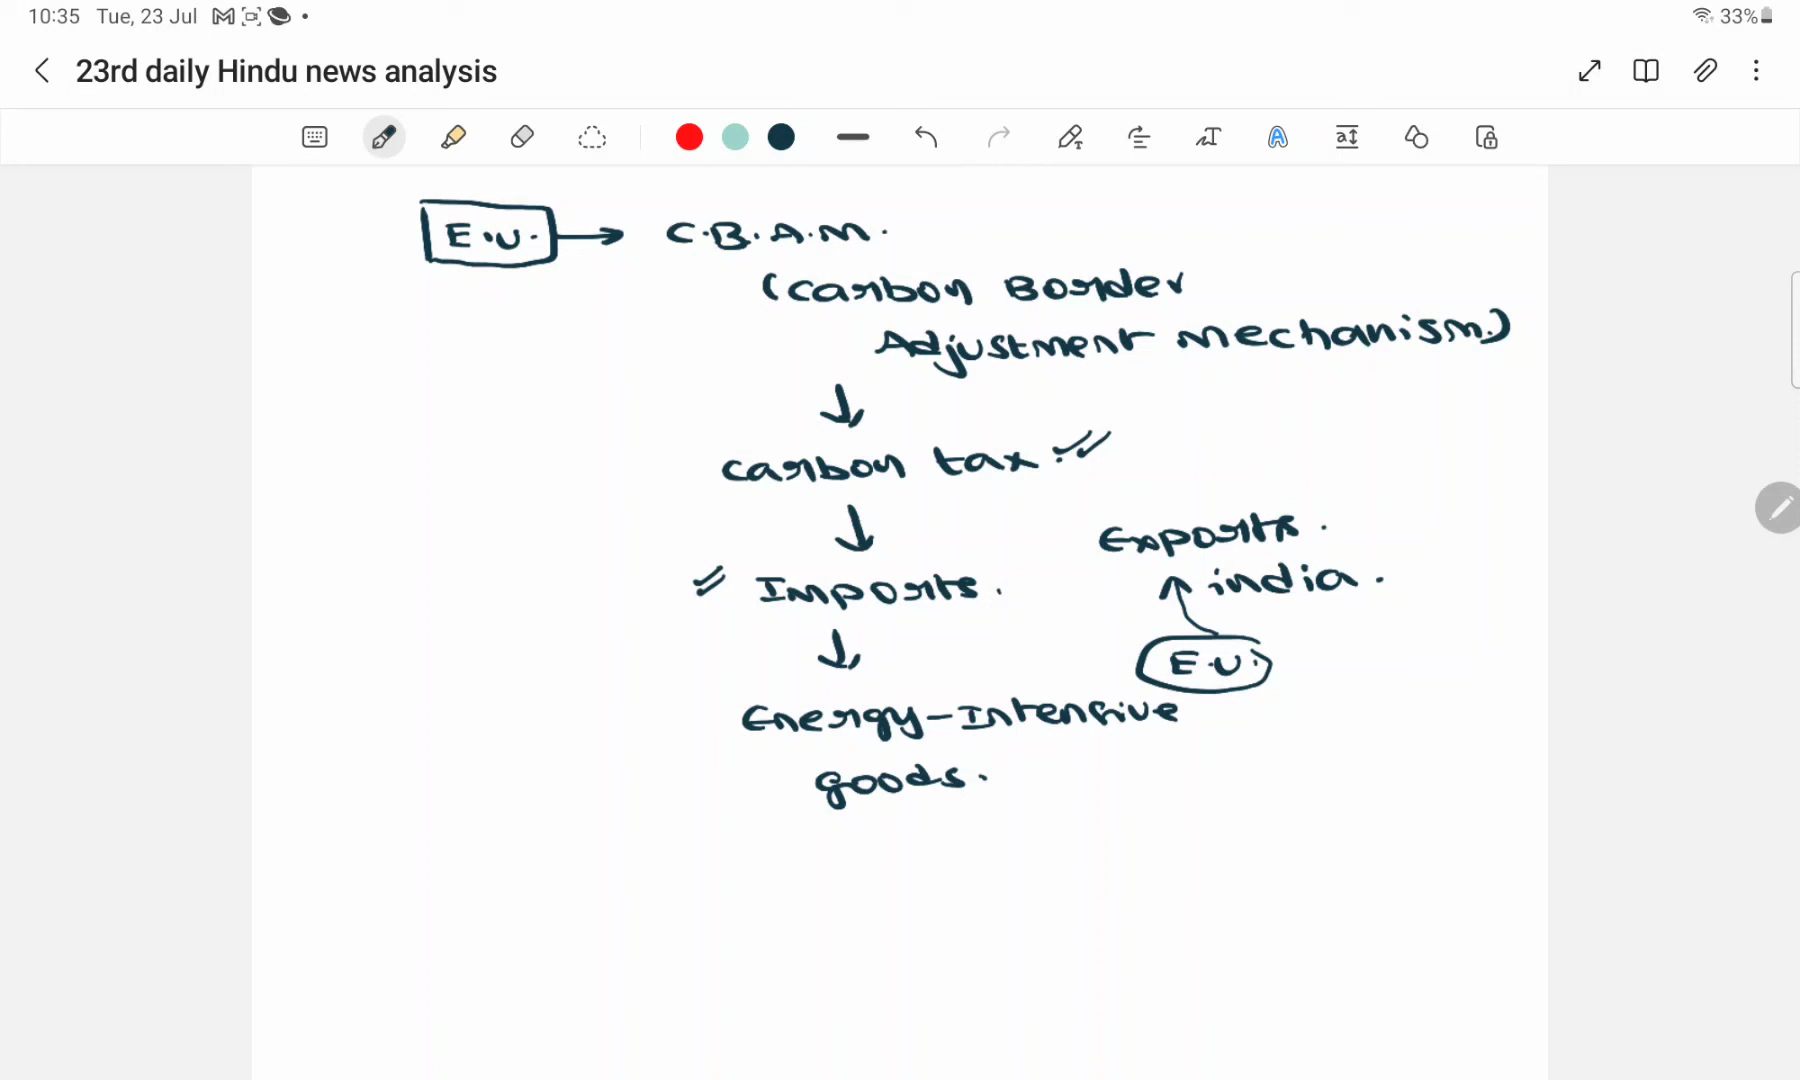 10:35 Tue, 23 Jul
33%
23rd daily Hindu news analysis
E.U. → C.B.A.M.
(Carbon Border
Adjustment Mechanism.)
↓
Carbon tax.
↓
Imports.
Exports.
india.
↓
E.U.
Energy-Intensive
goods.